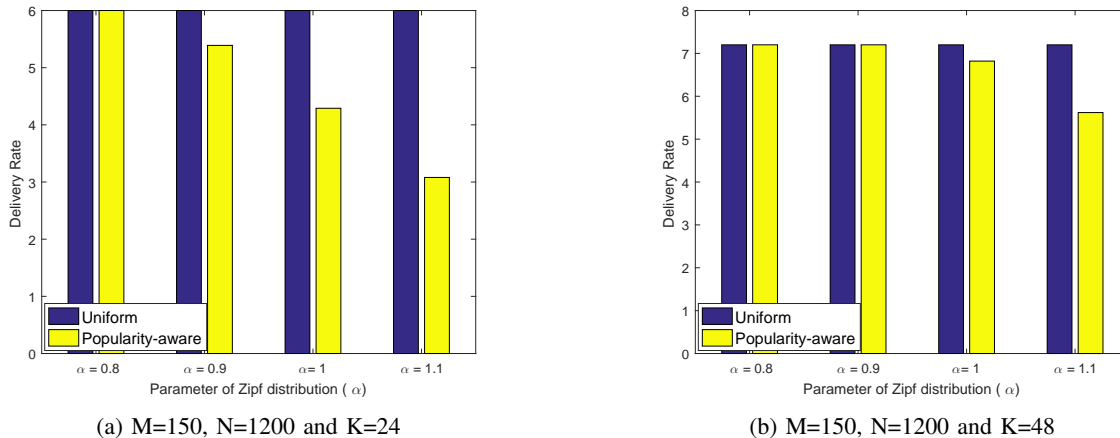 6
5
4
3
2
1
0
Delivery Rate
Uniform
Popularity-aware
α = 0.8
α = 0.9
α= 1
α = 1.1
Parameter of Zipf distribution ( α)
(a) M=150, N=1200 and K=24
8
7
6
5
4
3
2
1
0
Delivery Rate
Uniform
Popularity-aware
α = 0.8
α = 0.9
α= 1
α = 1.1
Parameter of Zipf distribution ( α)
(b) M=150, N=1200 and K=48